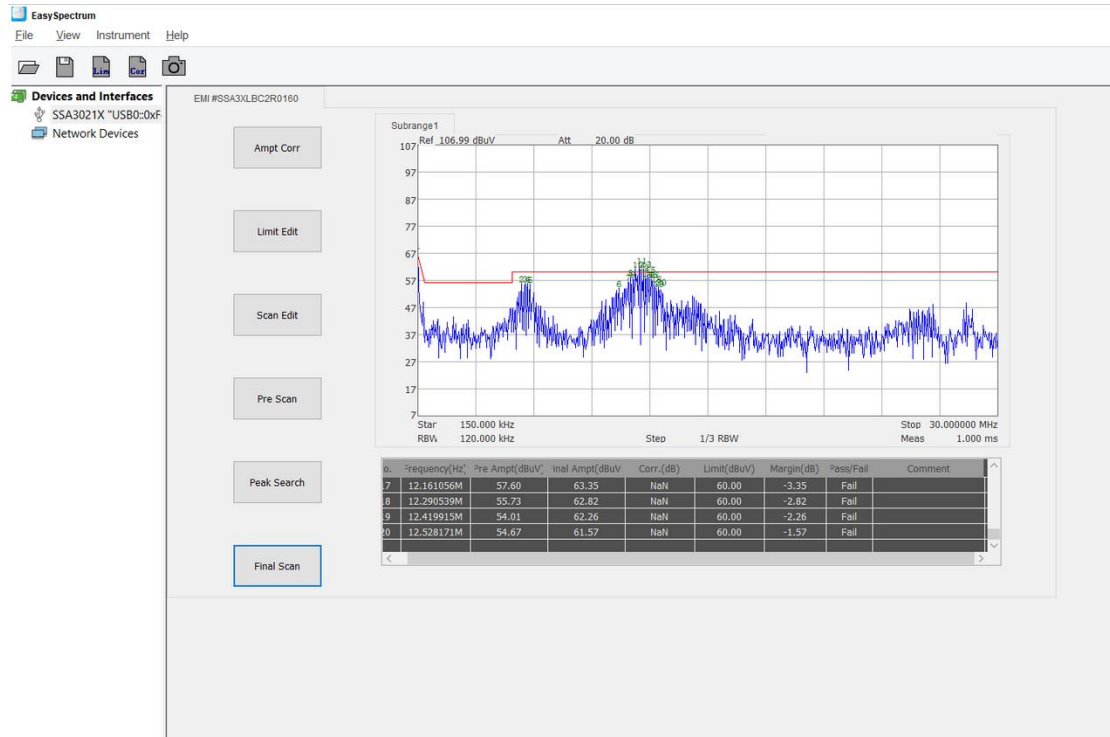 EasySpectrum
File View Instrument Help
Lim Cor
Devices and Interfaces
SSA3021X "USB0::0xF
Network Devices
EMI #SSA3XLBC2R0160
Ampt Corr
Limit Edit
Scan Edit
Pre Scan
Peak Search
Final Scan
Subrange1
Ref 106.99 dBuV Att 20.00 dB
107
97
87
77
67
57
47
37
27
17
7
Star 150.000 kHz Stop 30.000000 MHz
RBW 120.000 kHz Step 1/3 RBW Meas 1.000 ms
o. Frequency(Hz) Pre Ampt(dBuV) inal Ampt(dBuV Corr.(dB) Limit(dBuV) Margin(dB) Pass/Fail Comment
7 12.161056M 57.60 63.35 NaN 60.00 -3.35 Fail
8 12.290539M 55.73 62.82 NaN 60.00 -2.82 Fail
9 12.419915M 54.01 62.26 NaN 60.00 -2.26 Fail
20 12.528171M 54.67 61.57 NaN 60.00 -1.57 Fail